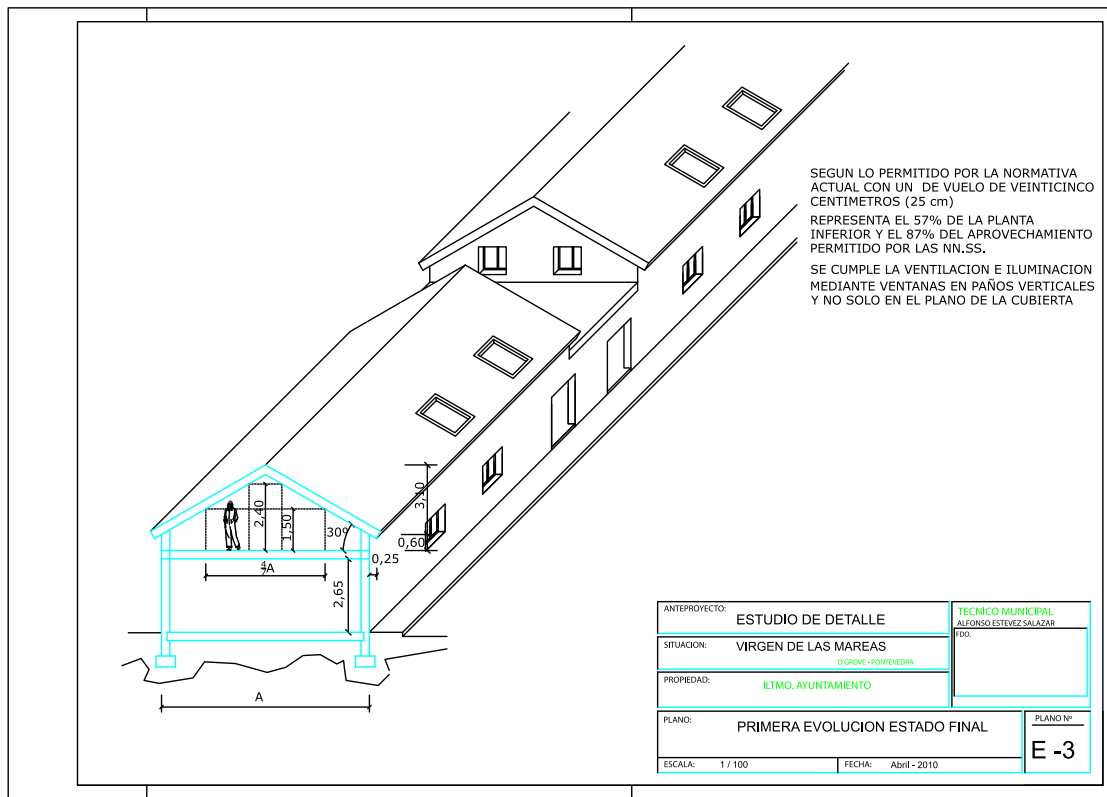 SEGUN LO PERMITIDO POR LA NORMATIVA
ACTUAL CON UN DE VUELO DE VEINTICINCO
CENTIMETROS (25 cm)
REPRESENTA EL 57% DE LA PLANTA
INFERIOR Y EL 87% DEL APROVECHAMIENTO
PERMITIDO POR LAS NN.SS.
SE CUMPLE LA VENTILACION E ILUMINACION
MEDIANTE VENTANAS EN PAÑOS VERTICALES
Y NO SOLO EN EL PLANO DE LA CUBIERTA
3,10
2,40
1,50
30º
0,60
0,25
4/7A
2,65
A
ANTEPROYECTO:
ESTUDIO DE DETALLE
SITUACION:
VIRGEN DE LAS MAREAS
O GROVE - PONTEVEDRA
PROPIEDAD:
ILTMO. AYUNTAMIENTO
TECNICO MUNICIPAL
ALFONSO ESTEVEZ SALAZAR
FDO.
PLANO:
PRIMERA EVOLUCION ESTADO FINAL
ESCALA: 1 / 100
FECHA: Abril - 2010
PLANO Nº
E -3